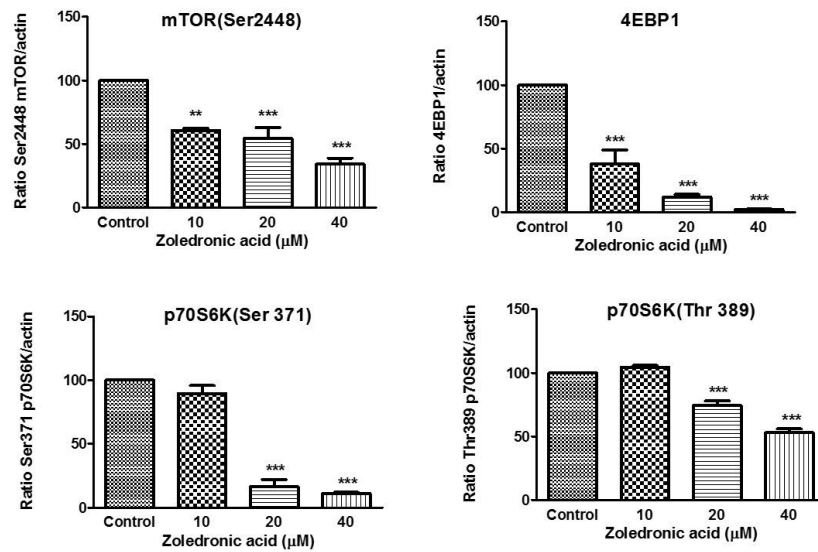 mTOR(Ser2448)
Ratio Ser2448 mTOR/actin
150
100
50
0
**
***
***
Control 10 20 40
Zoledronic acid (μM)
4EBP1
Ratio 4EBP1/actin
150
100
50
0
***
***
***
Control 10 20 40
Zoledronic acid (μM)
p70S6K(Ser 371)
Ratio Ser371 p70S6K/actin
150
100
50
0
***
***
Control 10 20 40
Zoledronic acid (μM)
p70S6K(Thr 389)
Ratio Thr389 p70S6K/actin
150
100
50
0
***
***
Control 10 20 40
Zoledronic acid (μM)